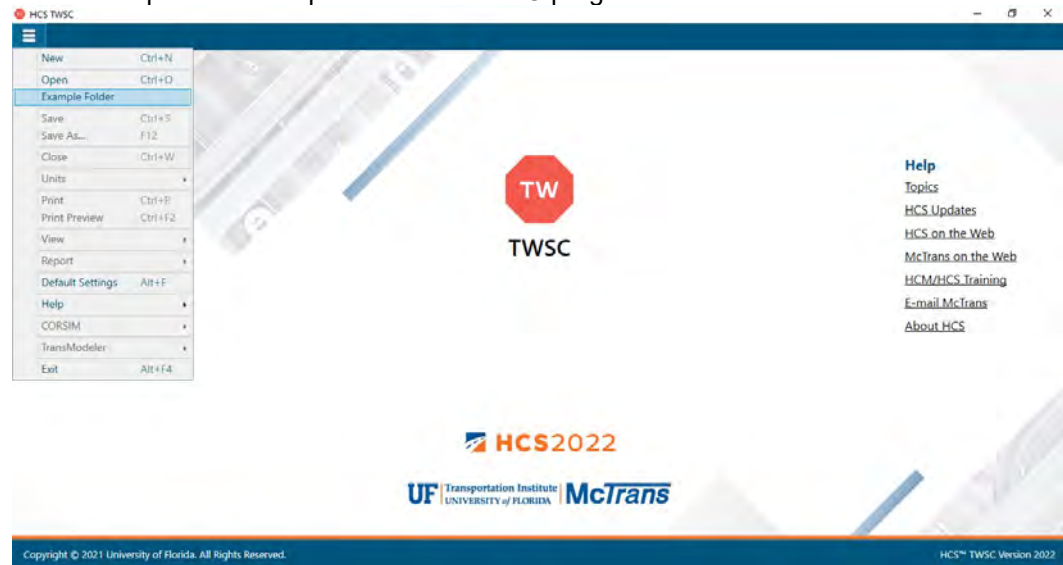 HCS TWSC
New Ctrl+N
Open Ctrl+O
Example Folder
Save Ctrl+S
Save As... F12
Close Ctrl+W
Units
Print Ctrl+P
Print Preview Ctrl+F2
View
Report
Default Settings Alt+F
Help
CORSIM
TransModeler
Exit Alt+F4
TW
TWSC
Help
Topics
HCS Updates
HCS on the Web
McTrans on the Web
HCM/HCS Training
E-mail McTrans
About HCS
HCS2022
UF Transportation Institute
UNIVERSITY of FLORIDA
McTrans
Copyright © 2021 University of Florida. All Rights Reserved.
HCS™ TWSC Version 2022